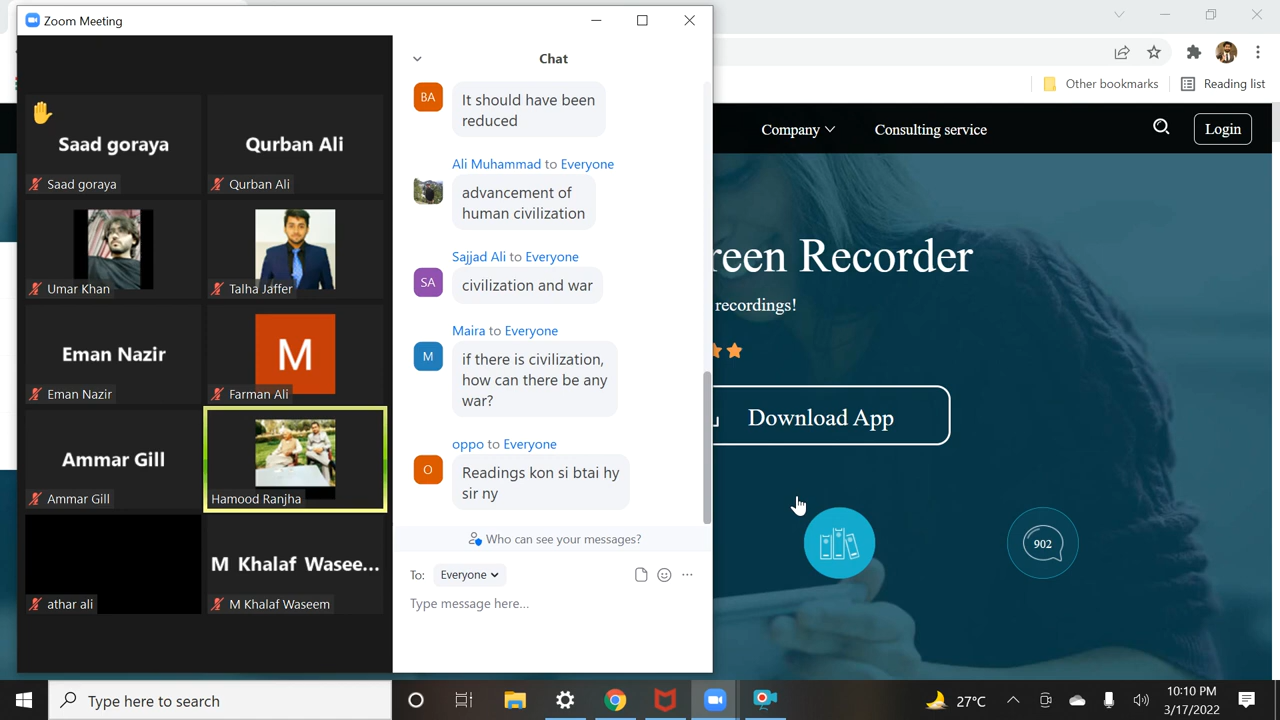 Zoom Meeting
Saad goraya
Saad goraya
Qurban Ali
Qurban Ali
Umar Khan
Talha Jaffer
Eman Nazir
Eman Nazir
M
Farman Ali
Ammar Gill
Ammar Gill
Hamood Ranjha
athar ali
M Khalaf Wasee...
M Khalaf Waseem
Chat
BA
It should have been
reduced
Ali Muhammad to Everyone
advancement of
human civilization
Sajjad Ali to Everyone
SA
civilization and war
Maira to Everyone
M
if there is civilization,
how can there be any
war?
oppo to Everyone
O
Readings kon si btai hy
sir ny
Who can see your messages?
To: Everyone
Type message here...
Other bookmarks
Reading list
Company
Consulting service
Login
reen Recorder
recordings!
Download App
902
Type here to search
27°C
10:10 PM
3/17/2022